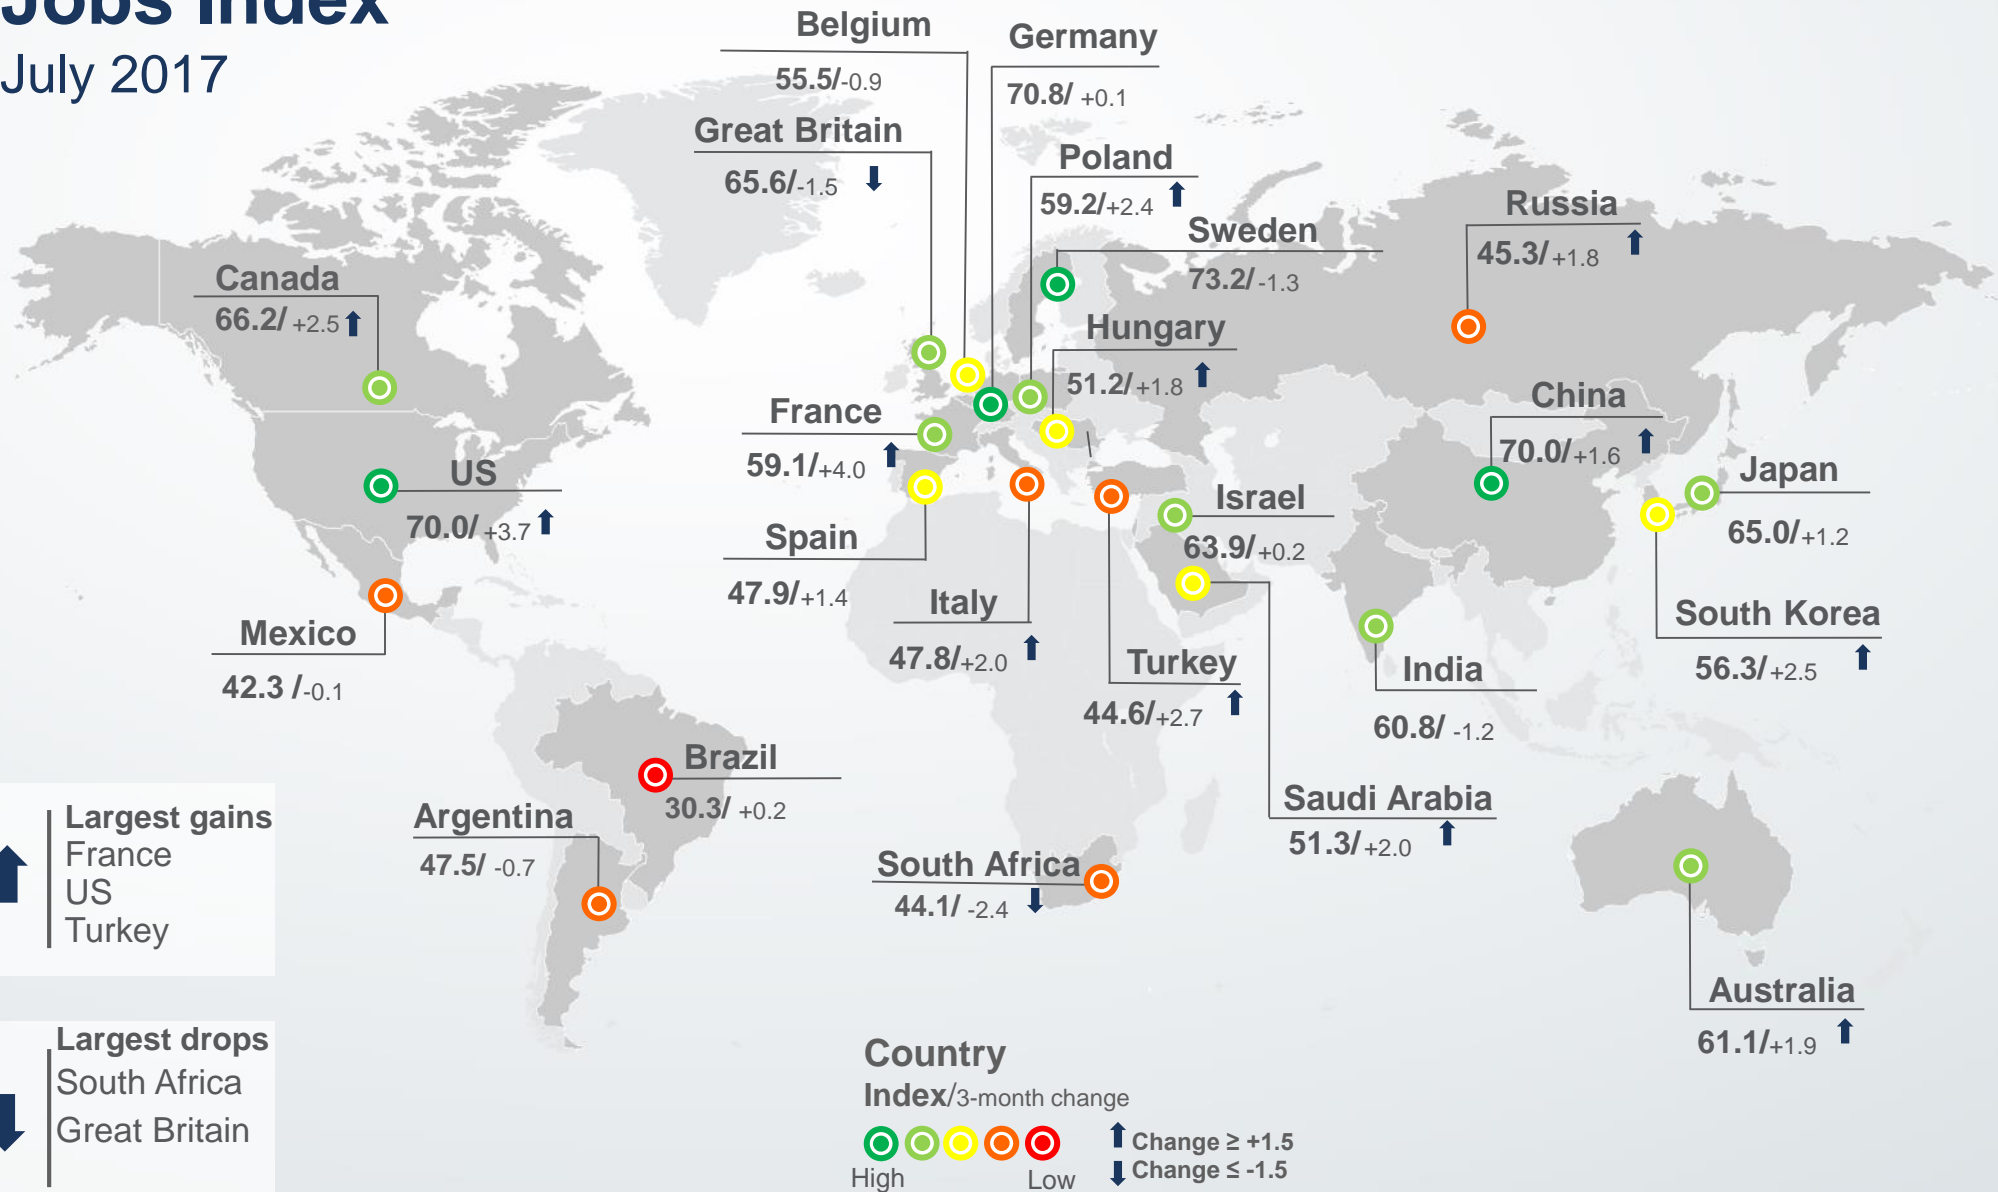 Jobs Index
July 2017
Belgium
55.5/-0.9
Germany
70.8/ +0.1
Great Britain
65.6/-1.5
Poland
59.2/+2.4
Sweden
73.2/ -1.3
Russia
45.3/ +1.8
Canada
66.2/ +2.5
Hungary
51.2/ +1.8
France
59.1/+4.0
China
70.0/+1.6
US
70.0/ +3.7
Japan
65.0/+1.2
Israel
63.9/ +0.2
Spain
47.9/+1.4
Italy
47.8/+2.0
Mexico
42.3 /-0.1
Turkey
44.6/+2.7
India
60.8/ -1.2
South Korea
56.3/+2.5
Brazil
30.3/ +0.2
Argentina
47.5/ -0.7
Saudi Arabia
51.3/+2.0
South Africa
44.1/ -2.4
Australia
61.1/+1.9
Largest gains
France
US
Turkey
Largest drops
South Africa
Great Britain
Country
Index/3-month change
High
Low
Change ≥ +1.5
Change ≤ -1.5